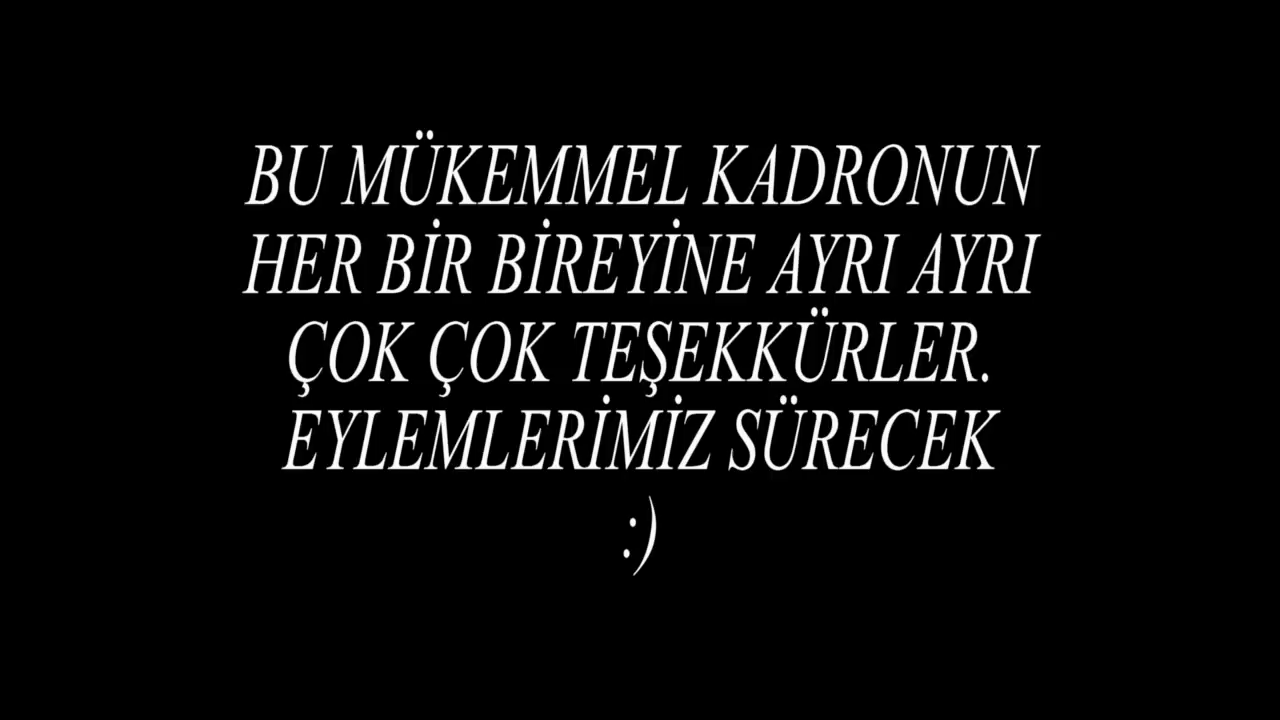 BU MÜKEMMEL KADRONUN
HER BİR BİREYİNE AYRI AYRI
ÇOK ÇOK TEŞEKKÜRLER.
EYLEMLERİMİZ SÜRECEK
:)